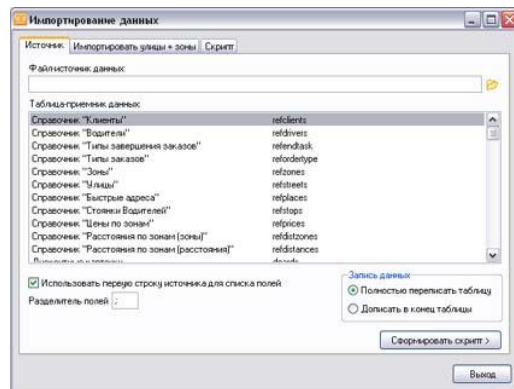 Импортирование данных
Источник Импортировать улицы + зоны Скрипт
Файл-источник данных:
Таблица-приемник данных:
Справочник "Клиенты" refclients
Справочник "Водители" refdrivers
Справочник "Типы завершения заказов" refendtask
Справочник "Типы заказов" refordertype
Справочник "Зоны" refzones
Справочник "Улицы" refstreets
Справочник "Быстрые адреса" refplaces
Справочник "Стоянки Водителей" refstops
Справочник "Цены по зонам" refprices
Справочник "Расстояния по зонам (зоны)" refdistzones
Справочник "Расстояния по зонам (расстояния)" refdistances
Использовать первую строку источника для списка полей
Разделитель полей ;
Запись данных
Полностью переписать таблицу
Дописать в конец таблицы
Сформировать скрипт >
Выход